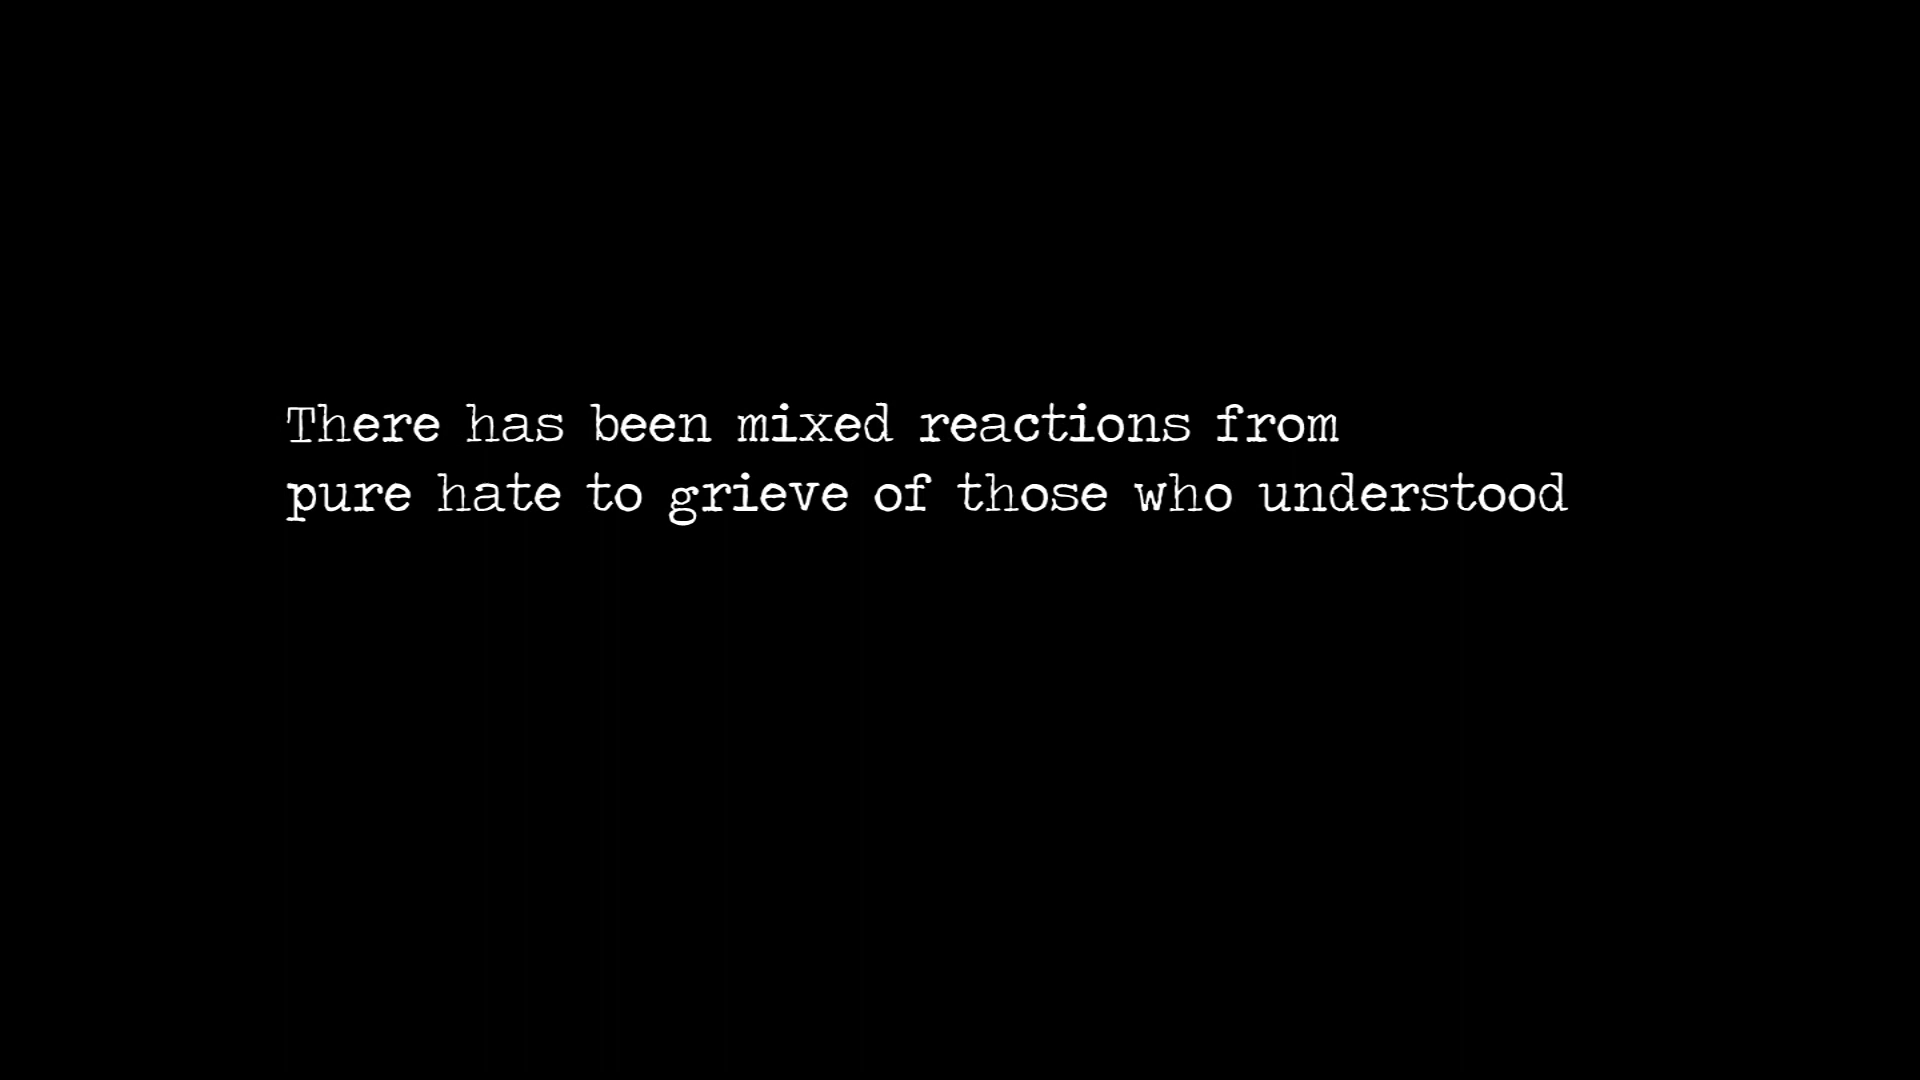 There has been mixed reactions from
pure hate to grieve of those who understood